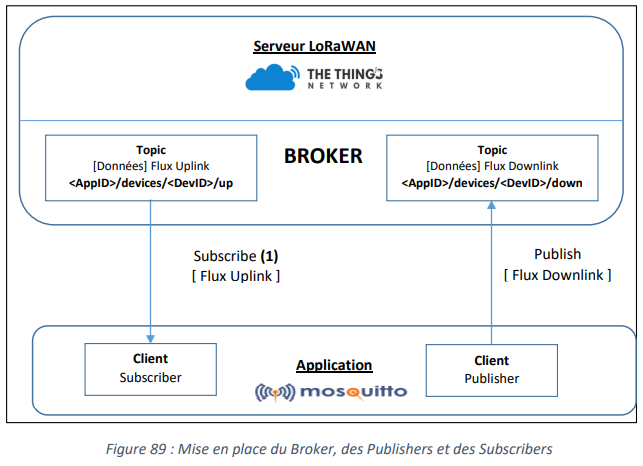 Serveur LoRaWAN
THE THINGS
NETWORK
BROKER
Topic
[Données] Flux Uplink
<AppID>/devices/<DevID>/up
Topic
[Données] Flux Downlink
<AppID>/devices/<DevID>/down
Subscribe (1)
[ Flux Uplink ]
Publish
[ Flux Downlink ]
Client
Subscriber
Application
mosquitto
Client
Publisher
Figure 89 : Mise en place du Broker, des Publishers et des Subscribers